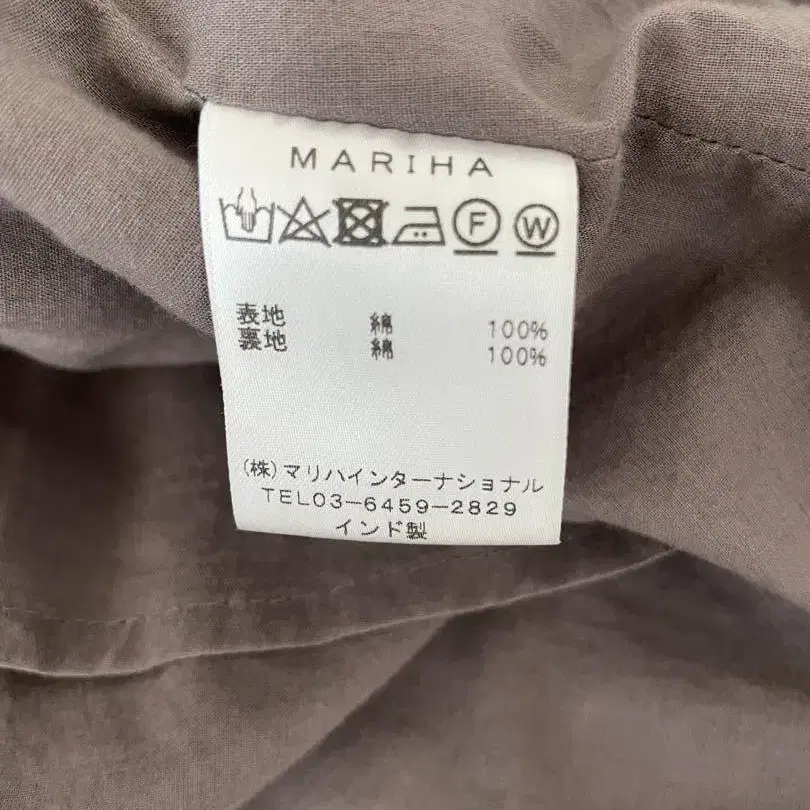 MARIHA
F W
表地 綿 100%
裏地 綿 100%
(株)マリハインターナショナル
TEL03-6459-2829
インド製